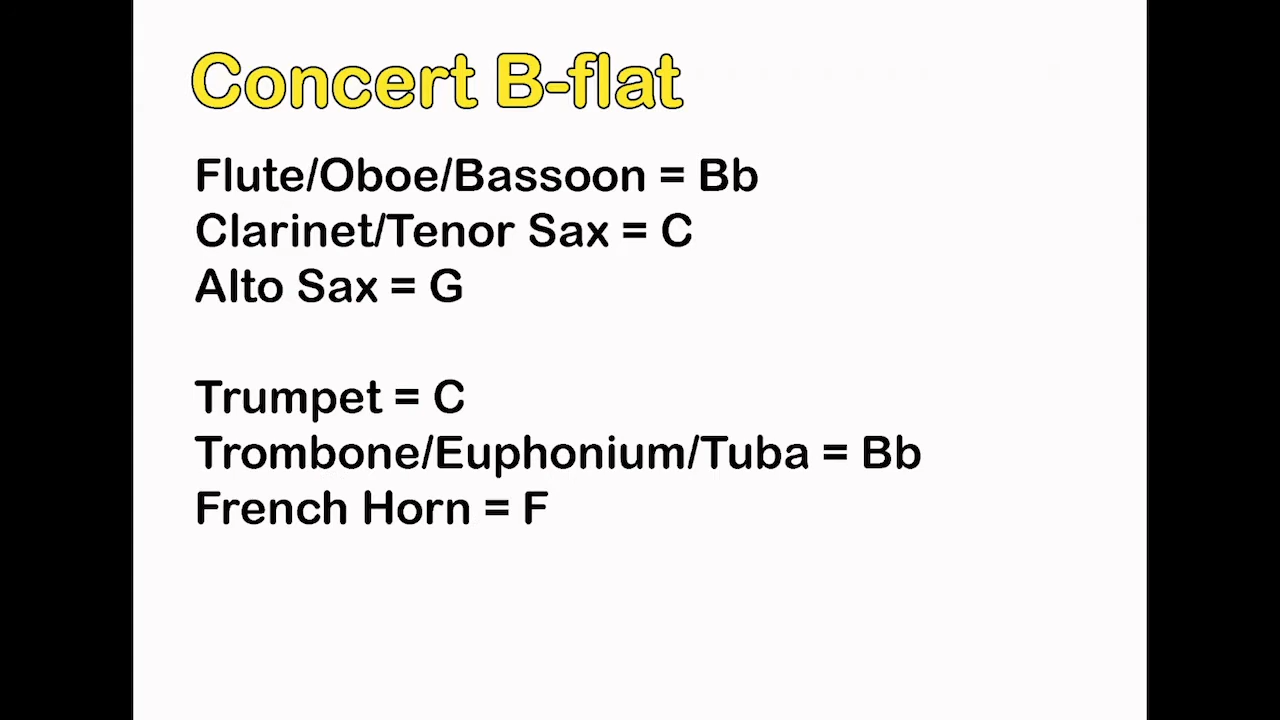 Concert B-flat
Flute/Oboe/Bassoon = Bb
Clarinet/Tenor Sax = C
Alto Sax = G
Trumpet = C
Trombone/Euphonium/Tuba = Bb
French Horn = F